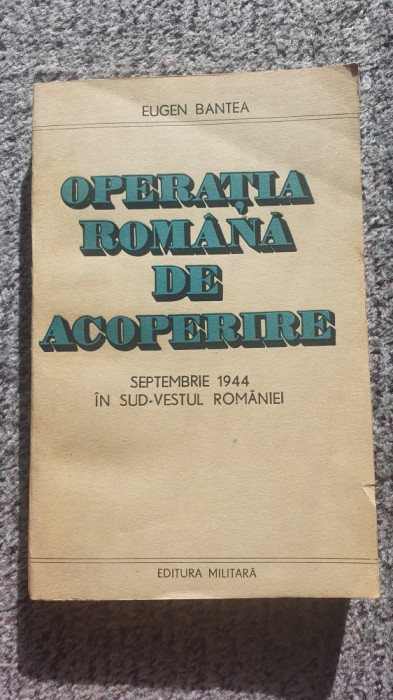 EUGEN BANTEA
OPERAȚIA
ROMÂNĂ
DE
ACOPERIRE
SEPTEMBRIE 1944
ÎN SUD-VESTUL ROMÂNIEI
EDITURA MILITARĂ